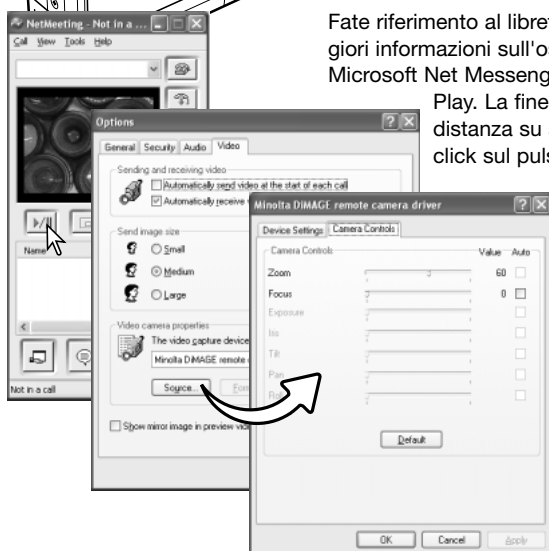 Fate riferimento al libret
giori informazioni sull'o
Microsoft Net Messeng
Play. La fine
distanza su
click sul puls
NetMeeting - Not in a ...
Call View Tools Help
Name
Not in a call
Options
General Security Audio Video
Sending and receiving video
Automatically send video at the start of each call
Automatically receive
Send image size
Small
Medium
Large
Video camera properties
The video capture device
Minolta DiMAGE remote
Source...
Show mirror image in preview vid
Minolta DiMAGE remote camera driver
Device Settings Camera Controls
Camera Controls Value Auto
Zoom 60
Focus 0
Exposure
Iris
Tilt
Pan
Default
OK Cancel Apply